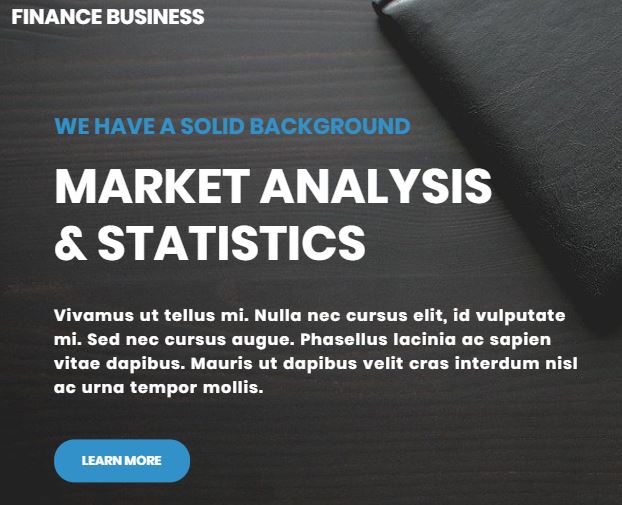 FINANCE BUSINESS
WE HAVE A SOLID BACKGROUND
MARKET ANALYSIS
& STATISTICS
Vivamus ut tellus mi. Nulla nec cursus elit, id vulputate
mi. Sed nec cursus augue. Phasellus lacinia ac sapien
vitae dapibus. Mauris ut dapibus velit cras interdum nisl
ac urna tempor mollis.
LEARN MORE